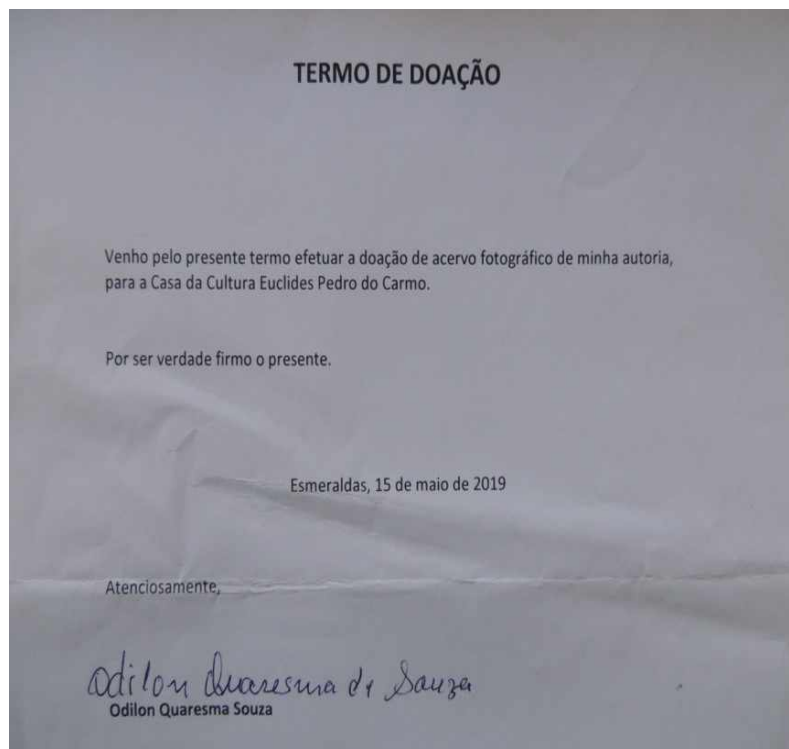 TERMO DE DOAÇÃO
Venho pelo presente termo efetuar a doação de acervo fotográfico de minha autoria,
para a Casa da Cultura Euclides Pedro do Carmo.
Por ser verdade firmo o presente.
Esmeraldas, 15 de maio de 2019
Atenciosamente,
Odilon Quaresma de Souza
Odilon Quaresma Souza